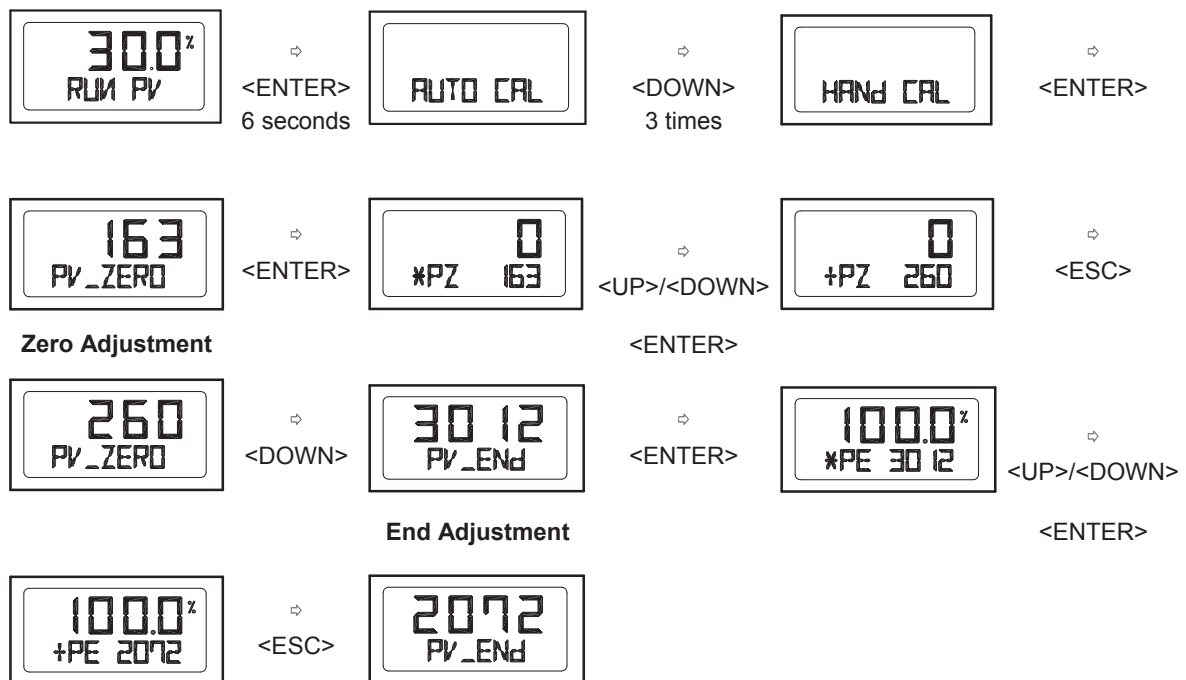 30.0%
RUN PV
⇨
<ENTER>
6 seconds
AUTO CAL
⇨
<DOWN>
3 times
HANd CAL
⇨
<ENTER>
163
PV_ZERO
⇨
<ENTER>
0
*PZ 163
⇨
<UP>/<DOWN>
<ENTER>
0
+PZ 260
⇨
<ESC>
Zero Adjustment
260
PV_ZERO
⇨
<DOWN>
3012
PV_ENd
⇨
<ENTER>
100.0%
*PE 3012
⇨
<UP>/<DOWN>
<ENTER>
End Adjustment
100.0%
+PE 2072
⇨
<ESC>
2072
PV_ENd